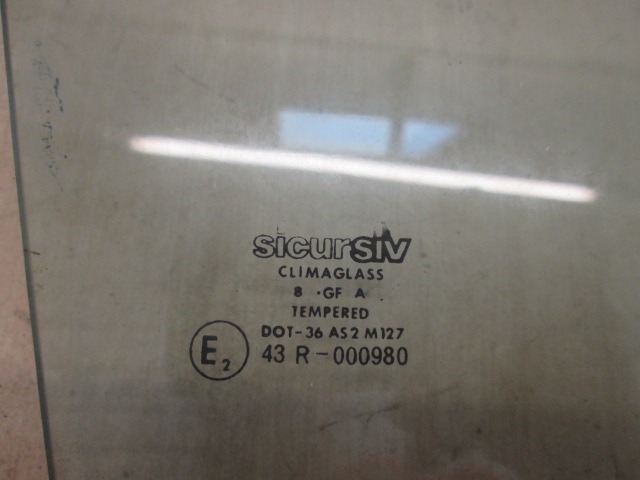 sicursiv
CLIMAGLASS
8 ·GF A
TEMPERED
DOT-36 AS2 M127
E2 43 R-000980